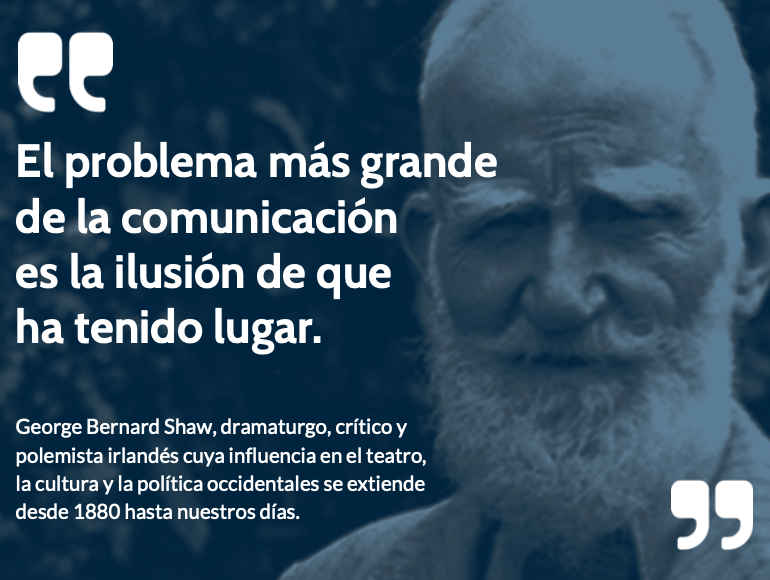 El problema más grande
de la comunicación
es la ilusión de que
ha tenido lugar.
George Bernard Shaw, dramaturgo, crítico y
polemista irlandés cuya influencia en el teatro,
la cultura y la política occidentales se extiende
desde 1880 hasta nuestros días.